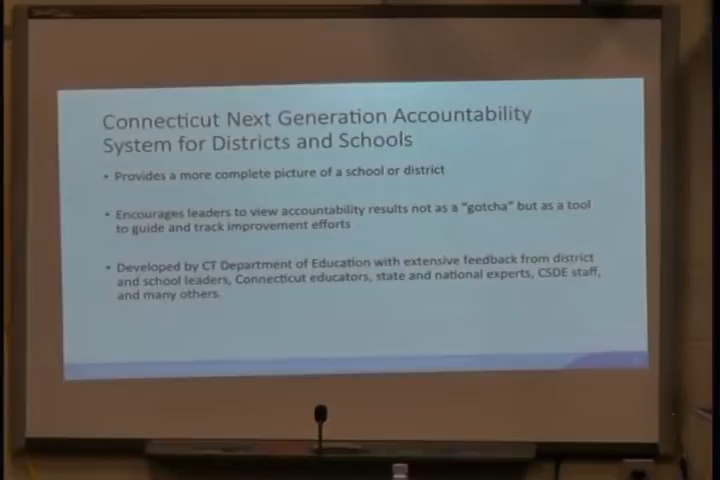 Connecticut Next Generation Accountability
System for Districts and Schools
• Provides a more complete picture of a school or district
• Encourages leaders to view accountability results not as a "gotcha" but as a tool
to guide and track improvement efforts
• Developed by CT Department of Education with extensive feedback from district
and school leaders, Connecticut educators, state and national experts, CSDE staff,
and many others.